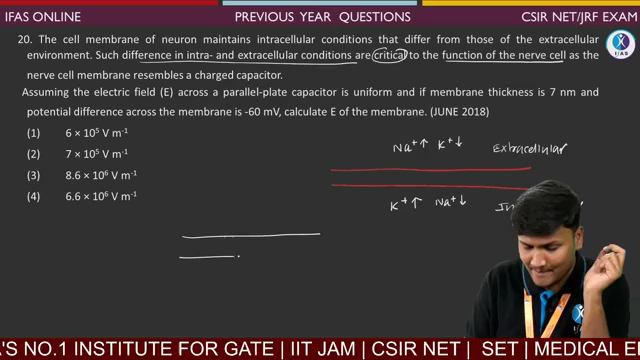 IFAS ONLINE PREVIOUS YEAR QUESTIONS CSIR NET/JRF EXAM
IFAS
20. The cell membrane of neuron maintains intracellular conditions that differ from those of the extracellular
environment. Such difference in intra- and extracellular conditions are critical to the function of the nerve cell as the
nerve cell membrane resembles a charged capacitor.
Assuming the electric field (E) across a parallel-plate capacitor is uniform and if membrane thickness is 7 nm and
potential difference across the membrane is -60 mV, calculate E of the membrane. (JUNE 2018)
(1) 6 × 10⁵ V m⁻¹
(2) 7 × 10⁵ V m⁻¹
(3) 8.6 × 10⁶ V m⁻¹
(4) 6.6 × 10⁶ V m⁻¹
Na+ ↑ K+ ↓ Extracellular
K+ ↑ Na+ ↓
A'S NO.1 INSTITUTE FOR GATE | IIT JAM | CSIR NET | SET | MEDICAL E